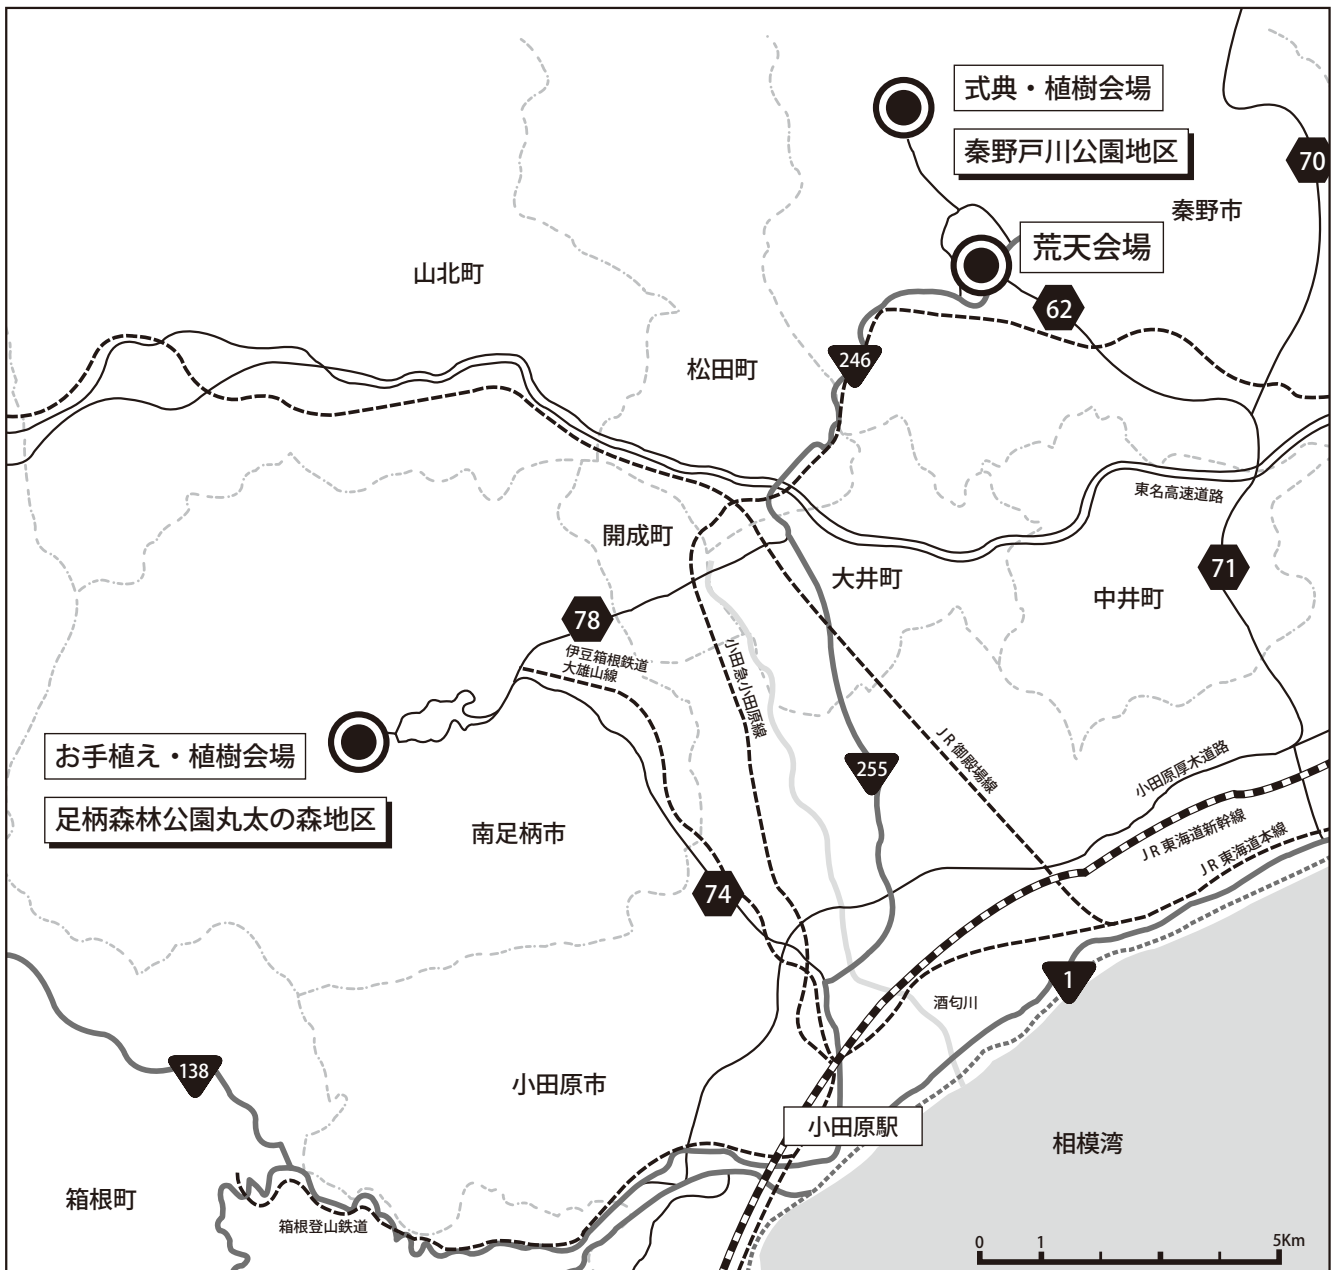 式典・植樹会場
秦野戸川公園地区
70
秦野市
荒天会場
山北町
62
246
松田町
東名高速道路
開成町
大井町
71
中井町
78
伊豆箱根鉄道
大雄山線
小田急小田原線
お手植え・植樹会場
足柄森林公園丸太の森地区
255
JR御殿場線
小田原厚木道路
南足柄市
JR東海道新幹線
JR東海道本線
74
1
酒匂川
138
小田原市
小田原駅
相模湾
箱根町
箱根登山鉄道
0 1 5Km